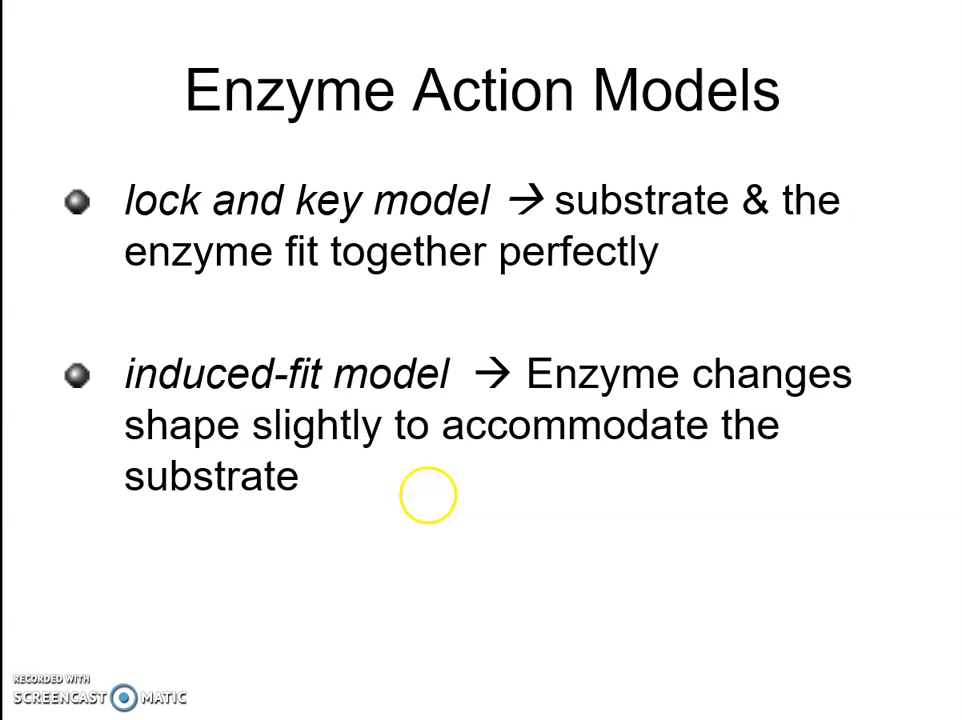 Enzyme Action Models
lock and key model → substrate & the
enzyme fit together perfectly
induced-fit model → Enzyme changes
shape slightly to accommodate the
substrate
RECORDED WITH
SCREENCAST MATIC